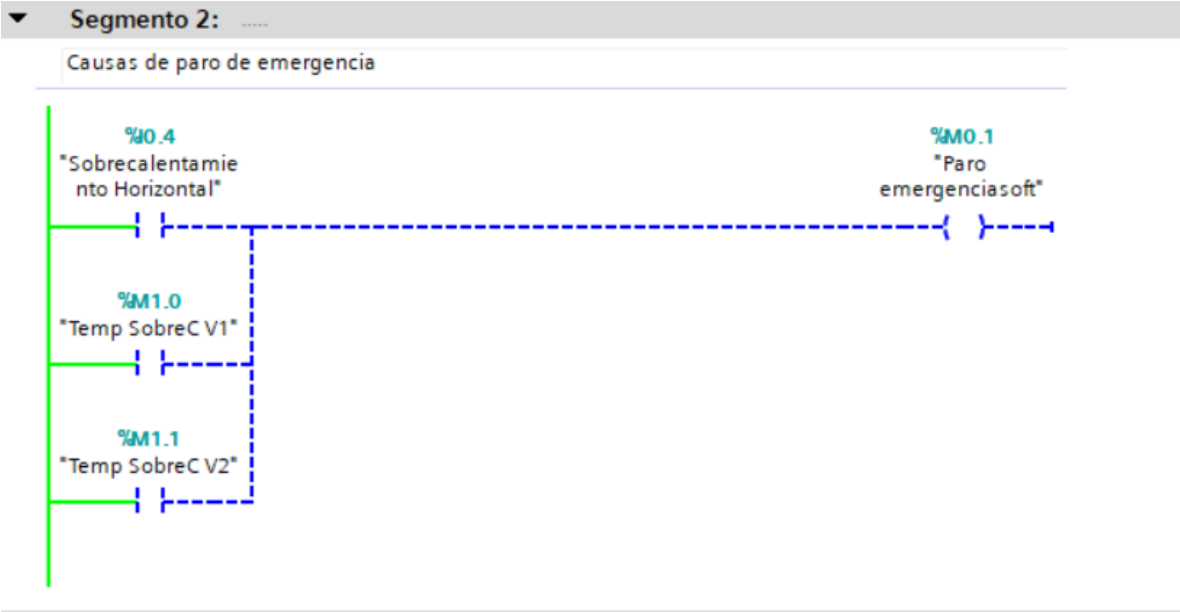 Segmento 2: .....
Causas de paro de emergencia
%I0.4
"Sobrecalentamie
nto Horizontal"
%M0.1
"Paro
emergenciasoft"
%M1.0
"Temp SobreC V1"
%M1.1
"Temp SobreC V2"